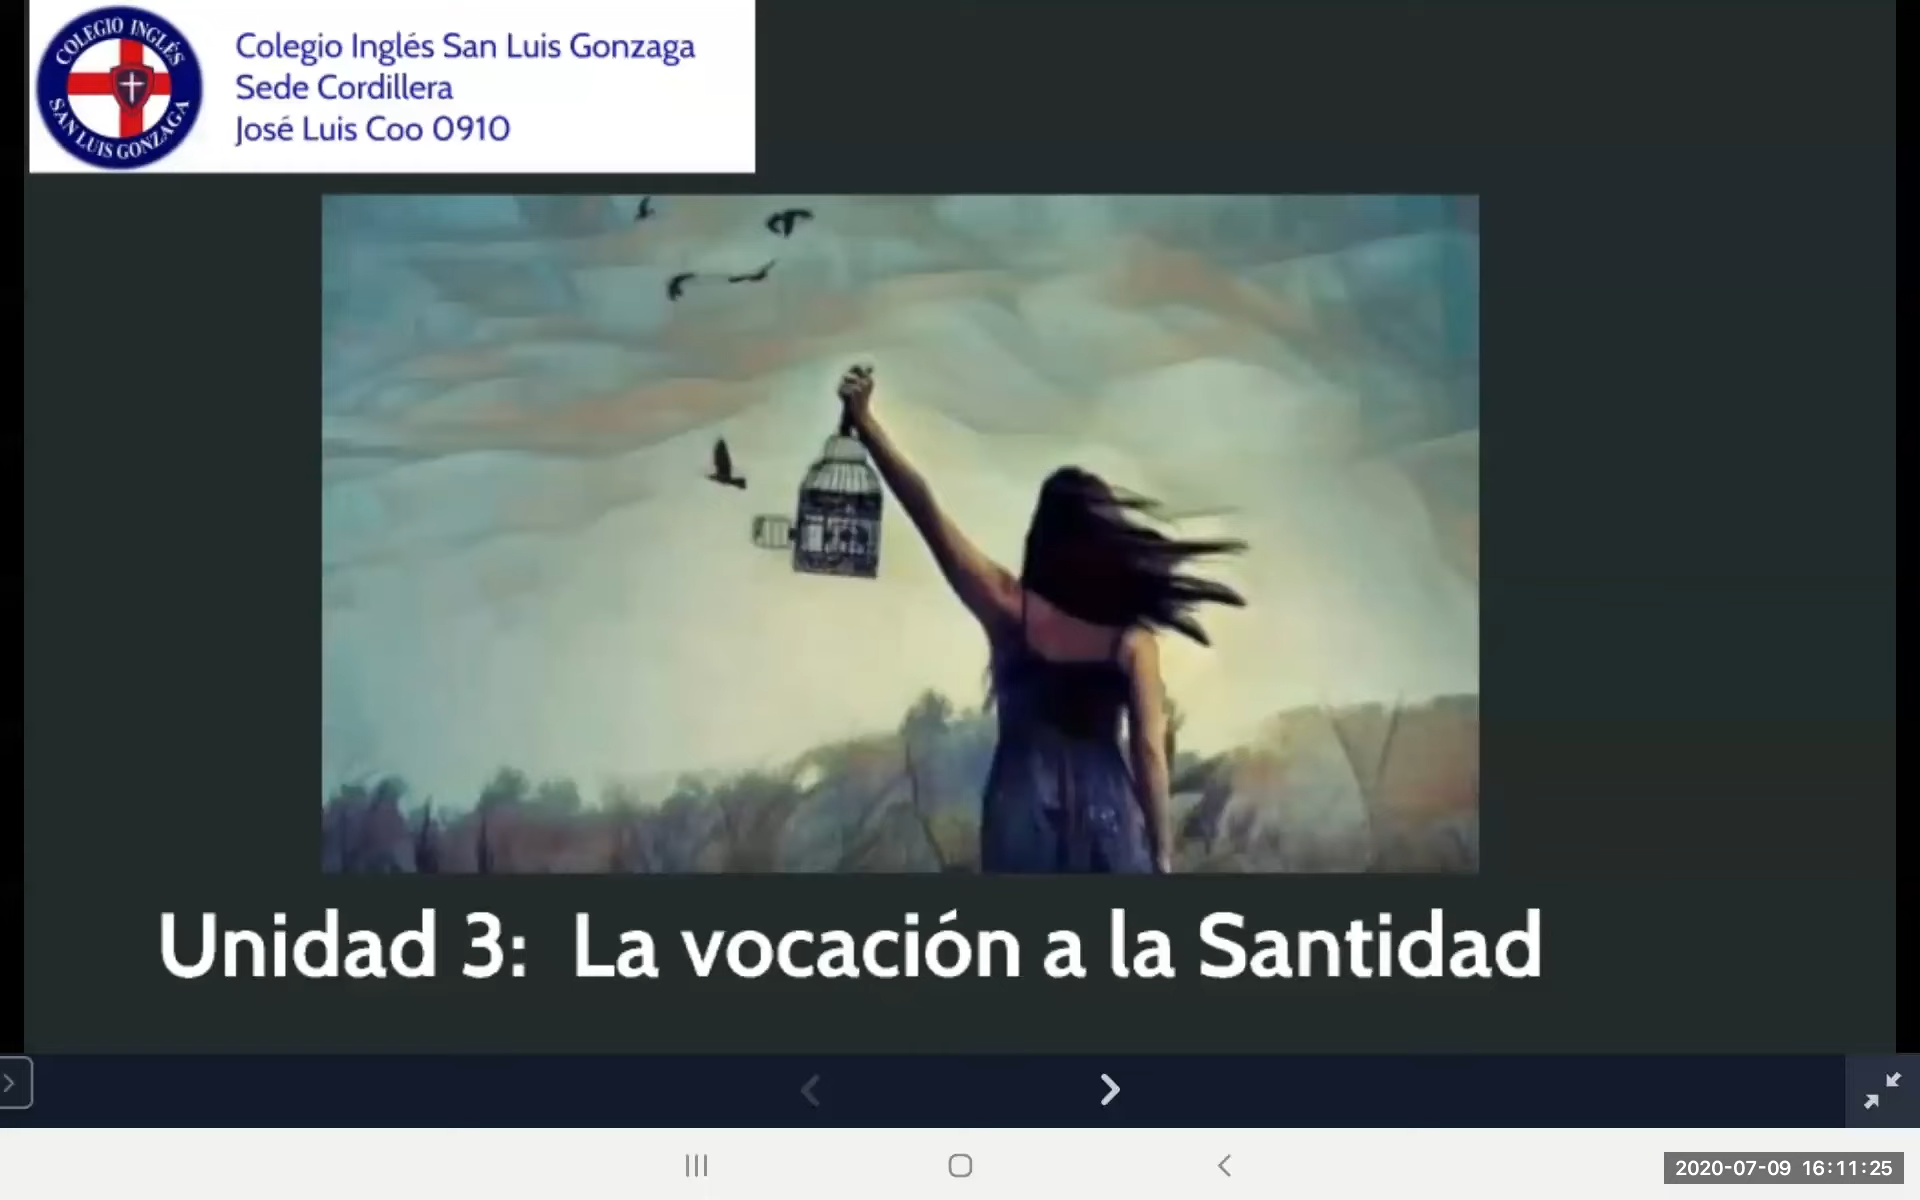 COLEGIO INGLÉS
SAN LUIS GONZAGA
Colegio Inglés San Luis Gonzaga
Sede Cordillera
José Luis Coo 0910
Unidad 3: La vocación a la Santidad
2020-07-09 16:11:25